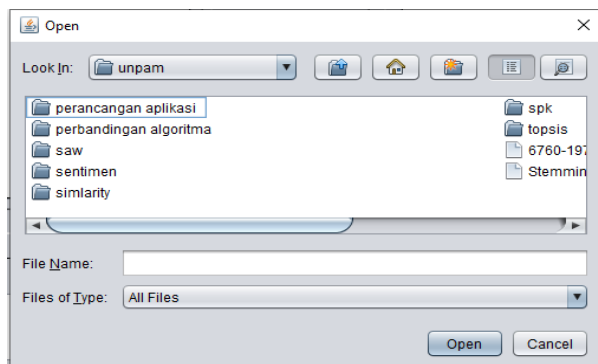 Open
Look In: unpam
perancangan aplikasi
perbandingan algoritma
saw
sentimen
simlarity
spk
topsis
6760-197
Stemmin
File Name:
Files of Type: All Files
Open Cancel